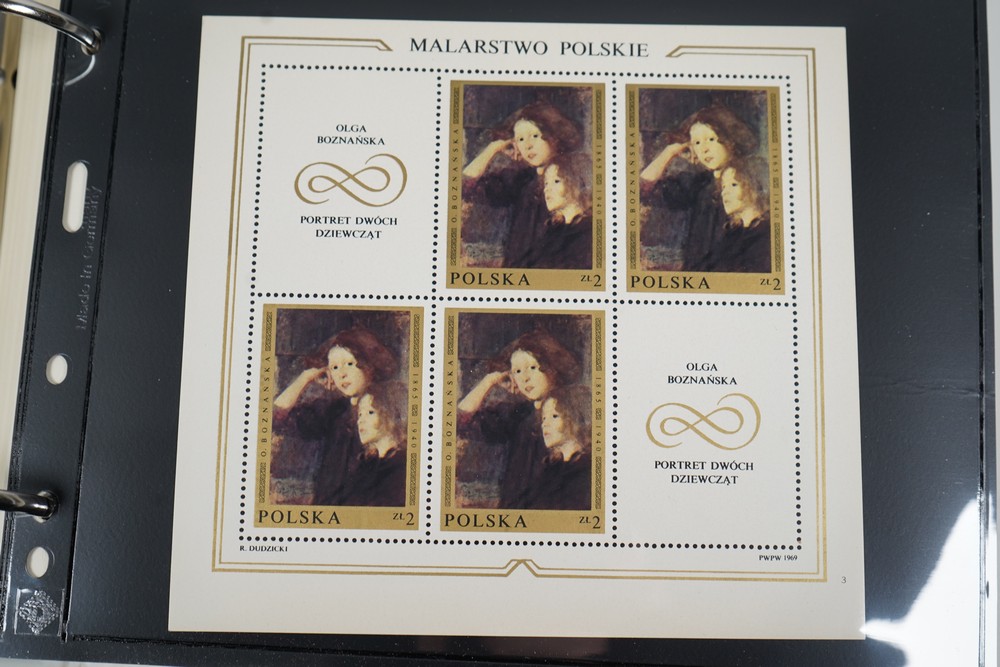 MALARSTWO POLSKIE
OLGA
BOZNAŃSKA
PORTRET DWÓCH
DZIEWCZĄT
O. BOZNAŃSKA
1865
1940
POLSKA ZŁ 2
O. BOZNAŃSKA
1865
1940
POLSKA ZŁ 2
O. BOZNAŃSKA
1865
1940
POLSKA ZŁ 2
O. BOZNAŃSKA
1865
1940
POLSKA ZŁ 2
OLGA
BOZNAŃSKA
PORTRET DWÓCH
DZIEWCZĄT
R. DUDZICKI
PWPW 1969
3
Made in Germany